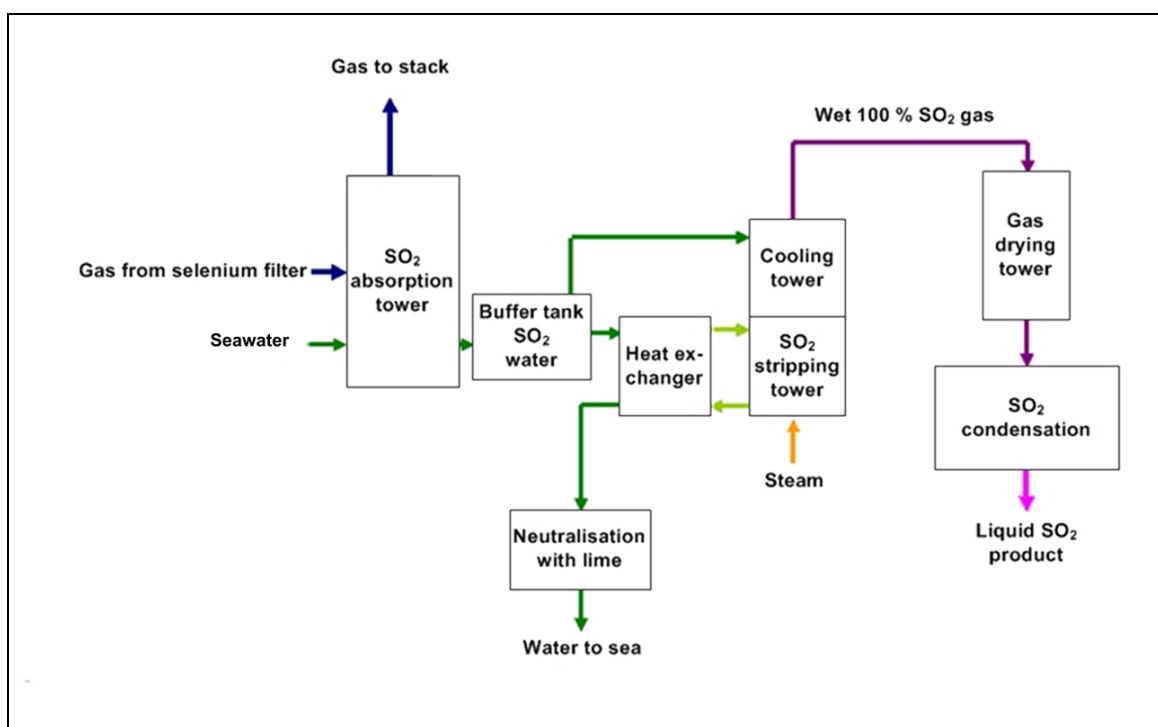 Gas to stack
Wet 100 % SO₂ gas
Gas
drying
tower
SO₂
absorption
tower
Cooling
tower
Gas from selenium filter
Buffer tank
SO₂
water
Seawater
Heat ex-
changer
SO₂
stripping
tower
SO₂
condensation
Steam
Liquid SO₂
product
Neutralisation
with lime
Water to sea